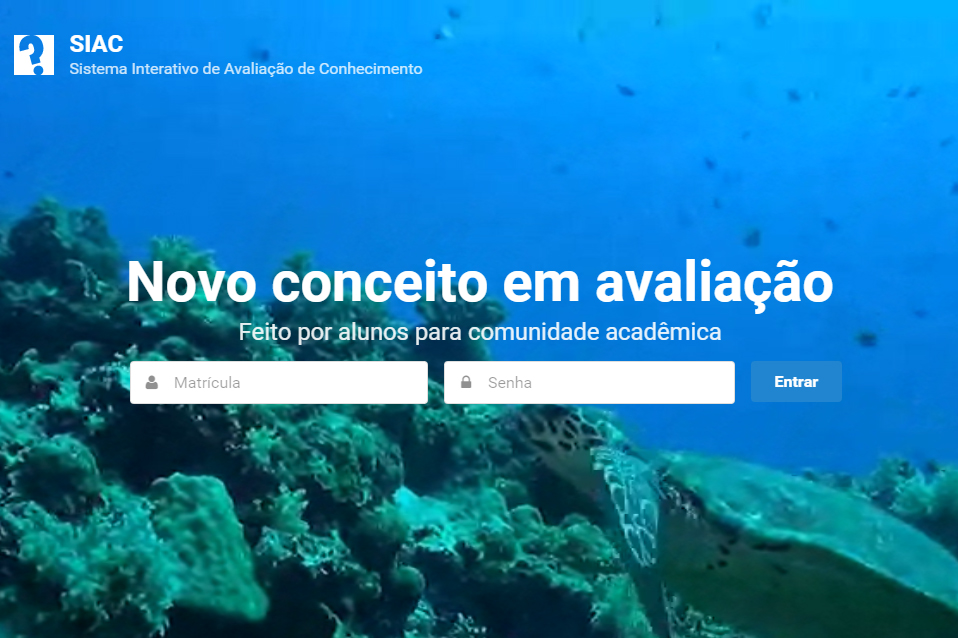 SIAC
Sistema Interativo de Avaliação de Conhecimento
Novo conceito em avaliação
Feito por alunos para comunidade acadêmica
Matrícula
Senha
Entrar